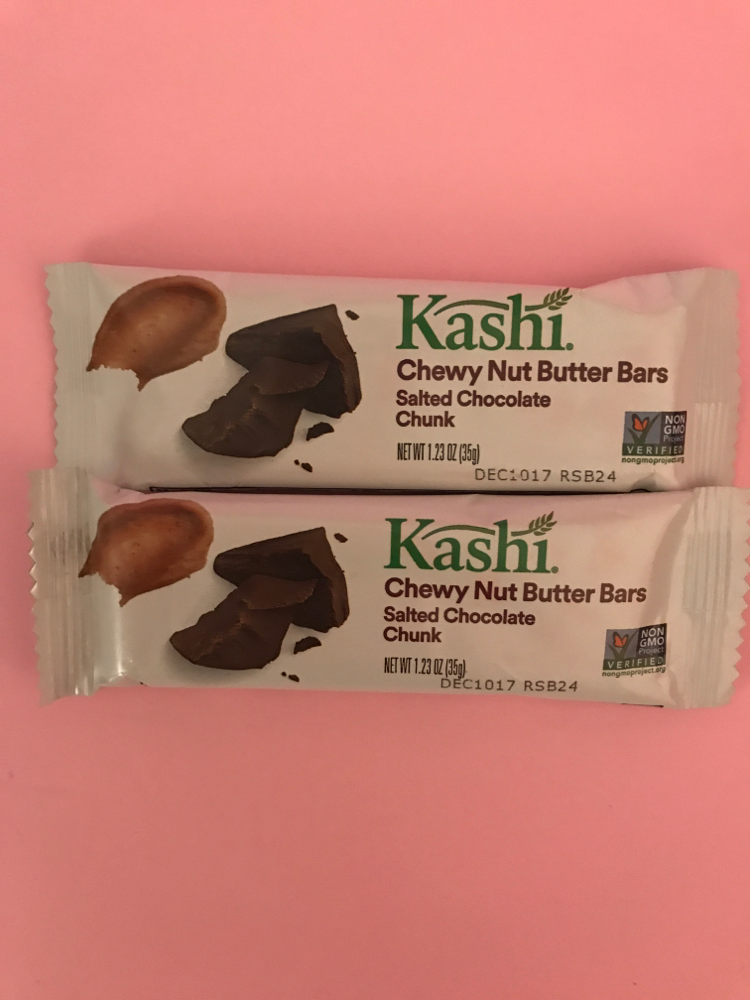 Kashi.
Chewy Nut Butter Bars
Salted Chocolate
Chunk
NET WT 1.23 OZ (35g)
DEC1017 RSB24
NON
GMO
Project
VERIFIED
nongmoproject.org
Kashi.
Chewy Nut Butter Bars
Salted Chocolate
Chunk
NET WT 1.23 OZ (35g)
DEC1017 RSB24
NON
GMO
Project
VERIFIED
nongmoproject.org